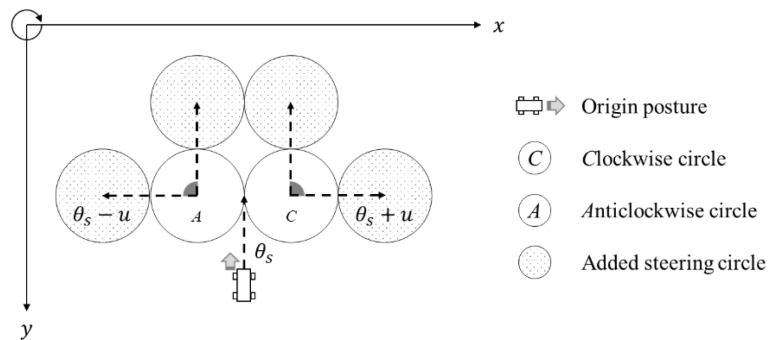 x
Origin posture
C
Clockwise circle
A
C
θₛ − u
θₛ + u
A
Anticlockwise circle
θₛ
Added steering circle
y